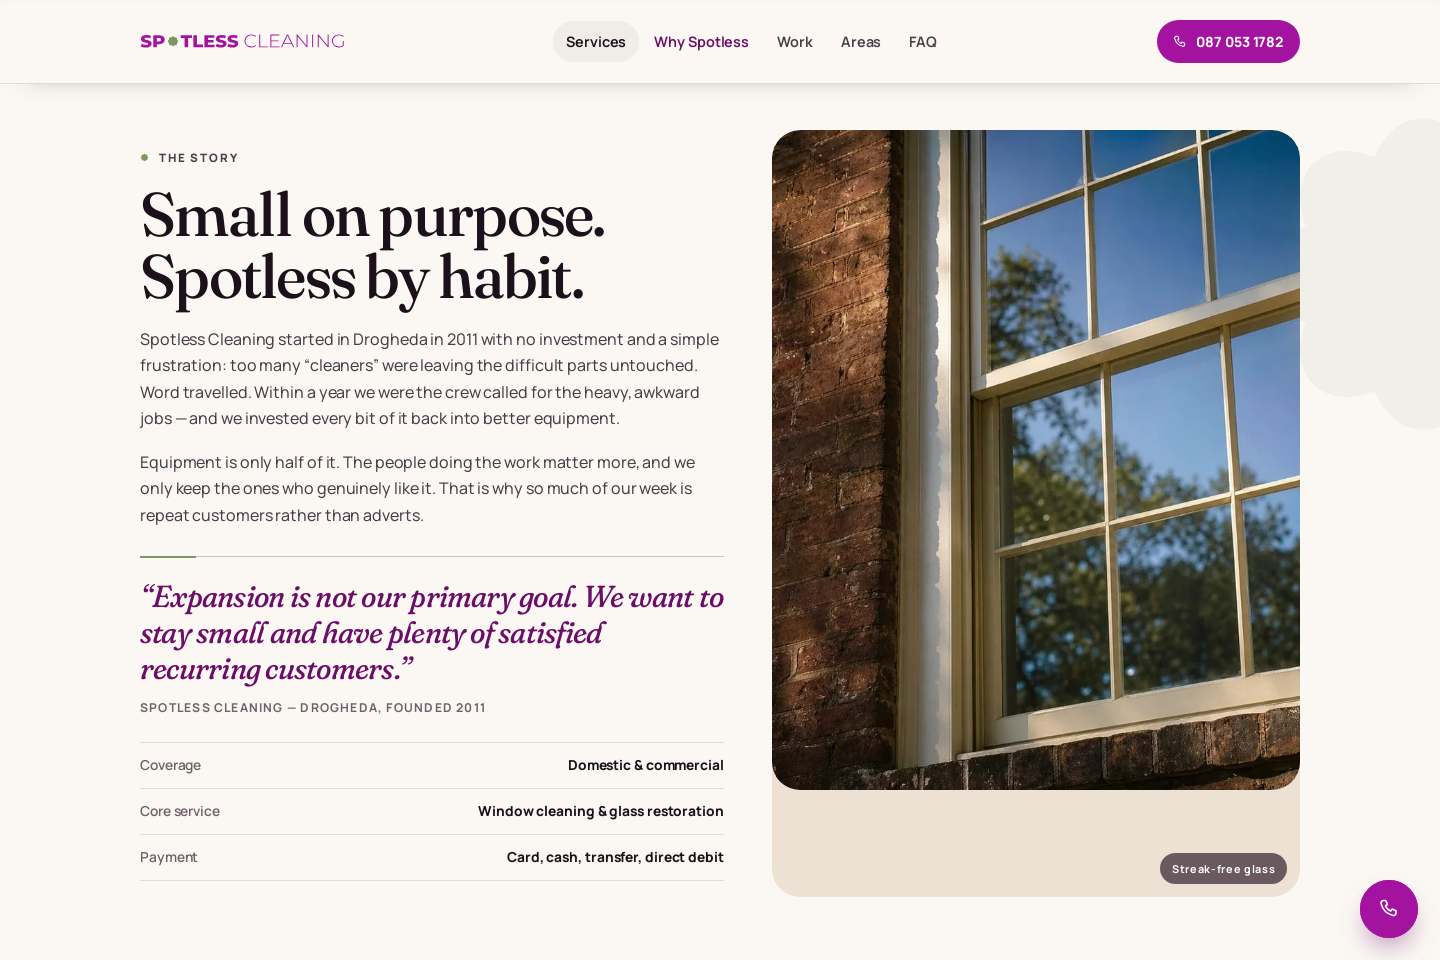 SPOTLESS CLEANING
Services
Why Spotless
Work
Areas
FAQ
087 053 1782
THE STORY
Small on purpose.
Spotless by habit.
Spotless Cleaning started in Drogheda in 2011 with no investment and a simple
frustration: too many “cleaners” were leaving the difficult parts untouched.
Word travelled. Within a year we were the crew called for the heavy, awkward
jobs — and we invested every bit of it back into better equipment.
Equipment is only half of it. The people doing the work matter more, and we
only keep the ones who genuinely like it. That is why so much of our week is
repeat customers rather than adverts.
“Expansion is not our primary goal. We want to
stay small and have plenty of satisfied
recurring customers.”
SPOTLESS CLEANING — DROGHEDA, FOUNDED 2011
Coverage
Domestic & commercial
Core service
Window cleaning & glass restoration
Payment
Card, cash, transfer, direct debit
Streak-free glass